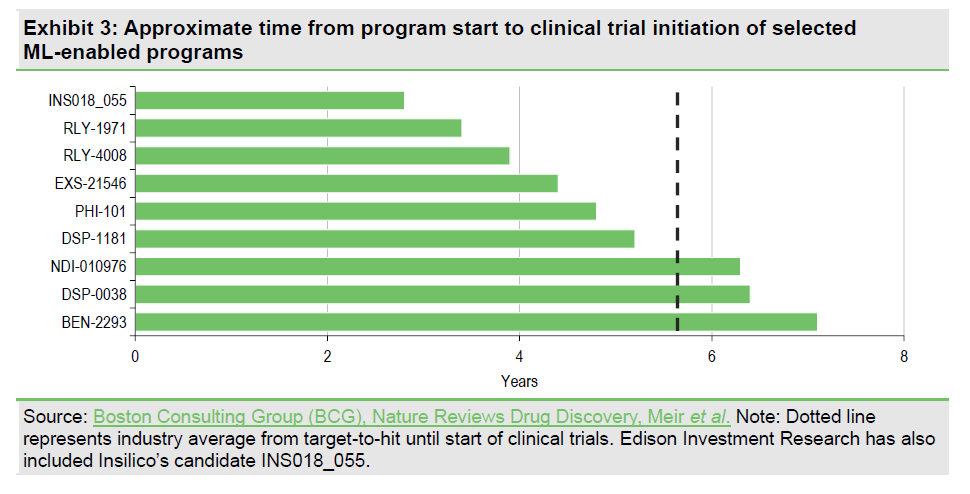 Exhibit 3: Approximate time from program start to clinical trial initiation of selected
ML-enabled programs
INS018_055
RLY-1971
RLY-4008
EXS-21546
PHI-101
DSP-1181
NDI-010976
DSP-0038
BEN-2293
0 2 4 6 8
Years
Source: Boston Consulting Group (BCG), Nature Reviews Drug Discovery, Meir et al. Note: Dotted line
represents industry average from target-to-hit until start of clinical trials. Edison Investment Research has also
included Insilico’s candidate INS018_055.